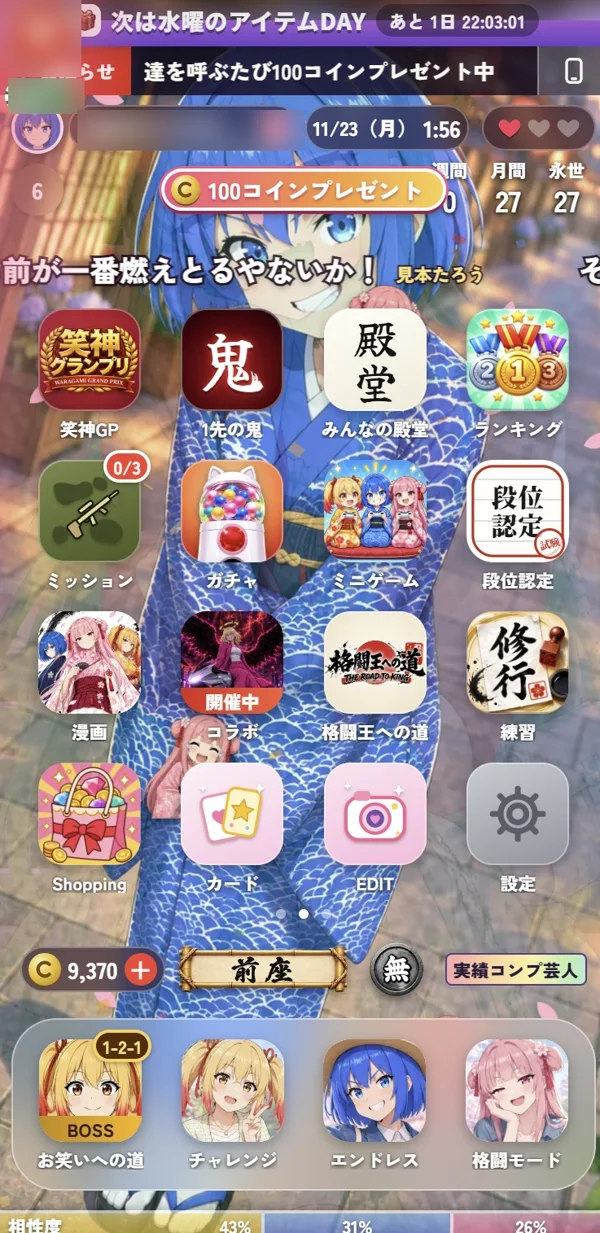 次は水曜のアイテムDAY あと 1日 22:03:01
らせ 達を呼ぶたび100コインプレゼント中
11/23（月） 1:56
6
C 100コインプレゼント
週間 月間 永世
0 27 27
前が一番燃えとるやないか！ 見本たろう そ
笑神グランプリ
WARAGAMI GRAND PRIX
鬼
殿堂
W W W
2 1 3
笑神GP
1先の鬼
みんなの殿堂
ランキング
0/3
段位認定
試験
ミッション
ガチャ
ミニゲーム
段位認定
開催中
格闘王への道
THE ROAD TO KING
修行
漫画
コラボ
格闘王への道
練習
Shopping
カード
EDIT
設定
C 9,370 +
前座
無
実績コンプ芸人
1-2-1
BOSS
お笑いへの道
チャレンジ
エンドレス
格闘モード
相性度 43% 31% 26%